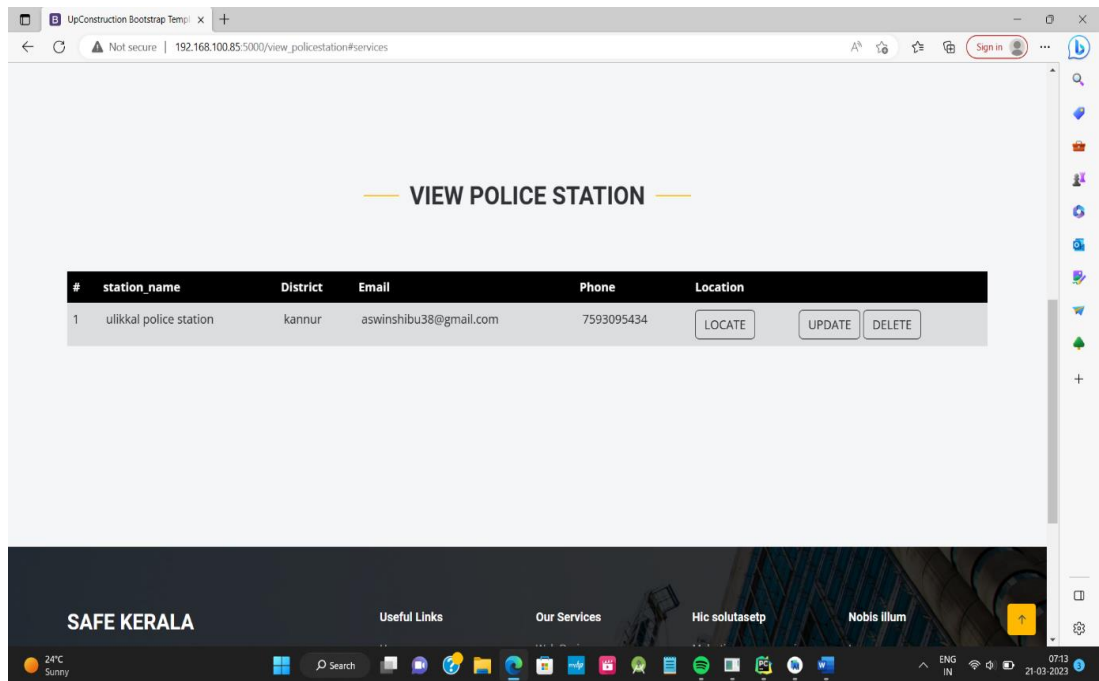 UpConstruction Bootstrap Templ
Not secure | 192.168.100.85:5000/view_policestation#services
Sign in
VIEW POLICE STATION
# station_name District Email Phone Location
1 ulikkal police station kannur aswinshibu38@gmail.com 7593095434 LOCATE UPDATE DELETE
SAFE KERALA Useful Links Our Services Hic solutasetp Nobis illum
24°C
Sunny
Search
ENG
IN
07:13
21-03-2023
3